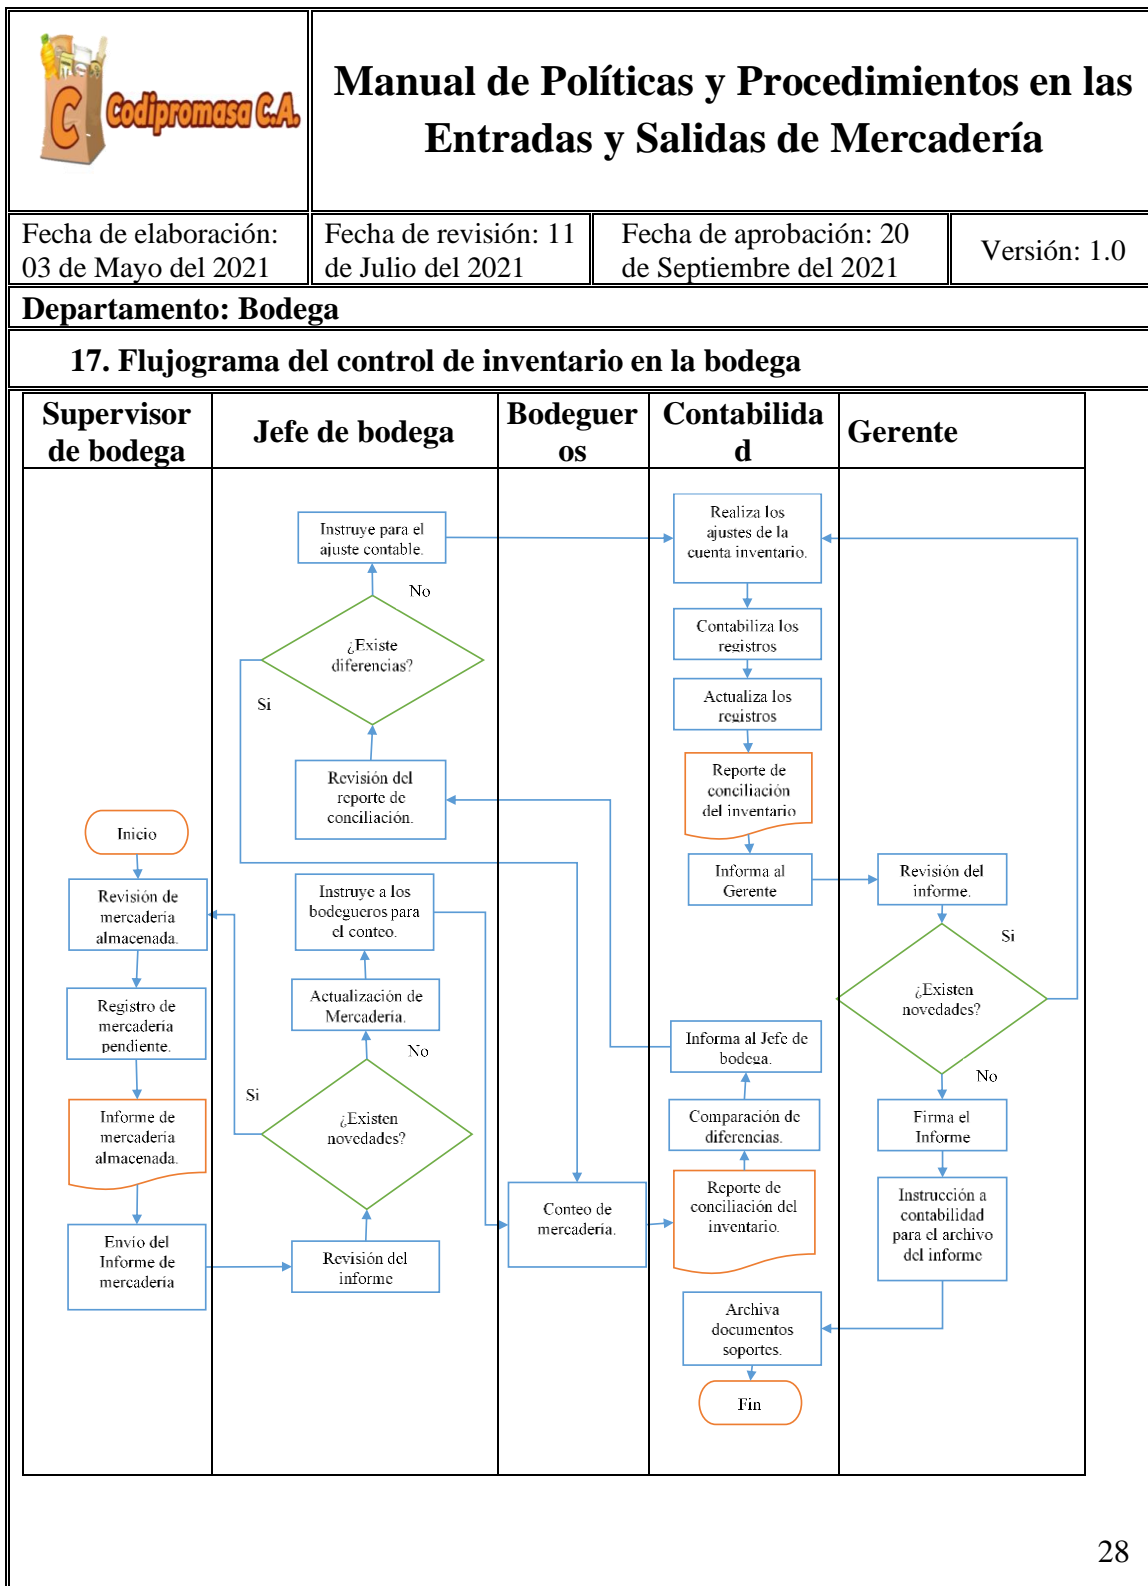 Codipromasa C.A.
C
Manual de Políticas y Procedimientos en las
Entradas y Salidas de Mercadería
Fecha de elaboración:
03 de Mayo del 2021
Fecha de revisión: 11
de Julio del 2021
Fecha de aprobación: 20
de Septiembre del 2021
Versión: 1.0
Departamento: Bodega
17. Flujograma del control de inventario en la bodega
Supervisor
de bodega
Jefe de bodega
Bodeguer
os
Contabilida
d
Gerente
Inicio
Revisión de
mercadería
almacenada.
Registro de
mercadería
pendiente.
Informe de
mercadería
almacenada.
Envío del
Informe de
mercadería
Instruye para el
ajuste contable.
No
¿Existe
diferencias?
Si
Revisión del
reporte de
conciliación.
Instruye a los
bodegueros para
el conteo.
Actualización de
Mercadería.
No
Si
¿Existen
novedades?
Revisión del
informe
Conteo de
mercadería.
Realiza los
ajustes de la
cuenta inventario.
Contabiliza los
registros
Actualiza los
registros
Reporte de
conciliación
del inventario
Informa al
Gerente
Informa al Jefe de
bodega.
Comparación de
diferencias.
Reporte de
conciliación del
inventario.
Archiva
documentos
soportes.
Fin
Revisión del
informe.
Si
¿Existen
novedades?
No
Firma el
Informe
Instrucción a
contabilidad
para el archivo
del informe
28